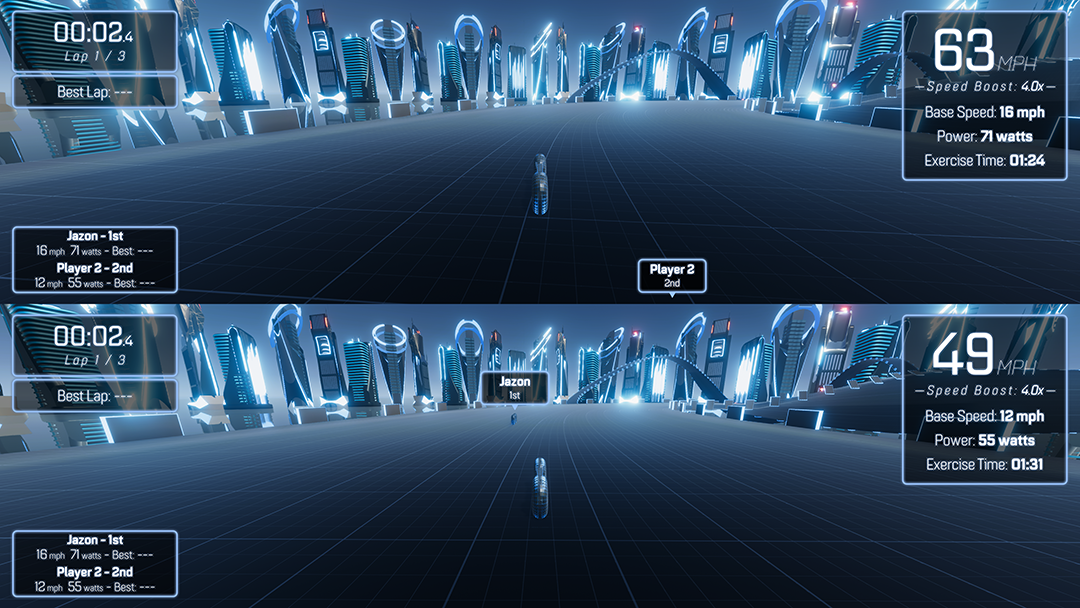 00:02.4
Lap 1 / 3
Best Lap: ---
63 MPH
Speed Boost: 4.0x
Base Speed: 16 mph
Power: 71 watts
Exercise Time: 01:24
Jazon - 1st
16 mph 71 watts - Best: ---
Player 2 - 2nd
12 mph 55 watts - Best: ---
Player 2
2nd
00:02.4
Lap 1 / 3
Best Lap: ---
Jazon
1st
49 MPH
Speed Boost: 4.0x
Base Speed: 12 mph
Power: 55 watts
Exercise Time: 01:31
Jazon - 1st
16 mph 71 watts - Best: ---
Player 2 - 2nd
12 mph 55 watts - Best: ---